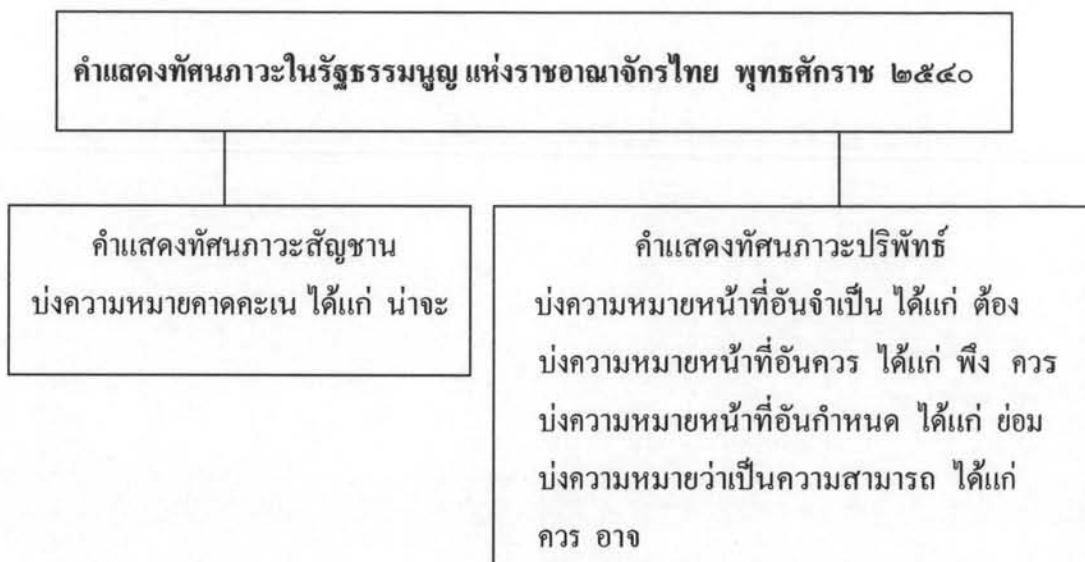 คำแสดงทัศนภาวะในรัฐธรรมนูญ แห่งราชอาณาจักรไทย พุทธศักราช ๒๕๔๐
คำแสดงทัศนภาวะสัญชาน
บ่งความหมายคาดคะเน ได้แก่ น่าจะ
คำแสดงทัศนภาวะปริพัทธ์
บ่งความหมายหน้าที่อันจำเป็น ได้แก่ ต้อง
บ่งความหมายหน้าที่อันควร ได้แก่ พึง ควร
บ่งความหมายหน้าที่อันกำหนด ได้แก่ ย่อม
บ่งความหมายว่าเป็นความสามารถ ได้แก่
ควร อาจ